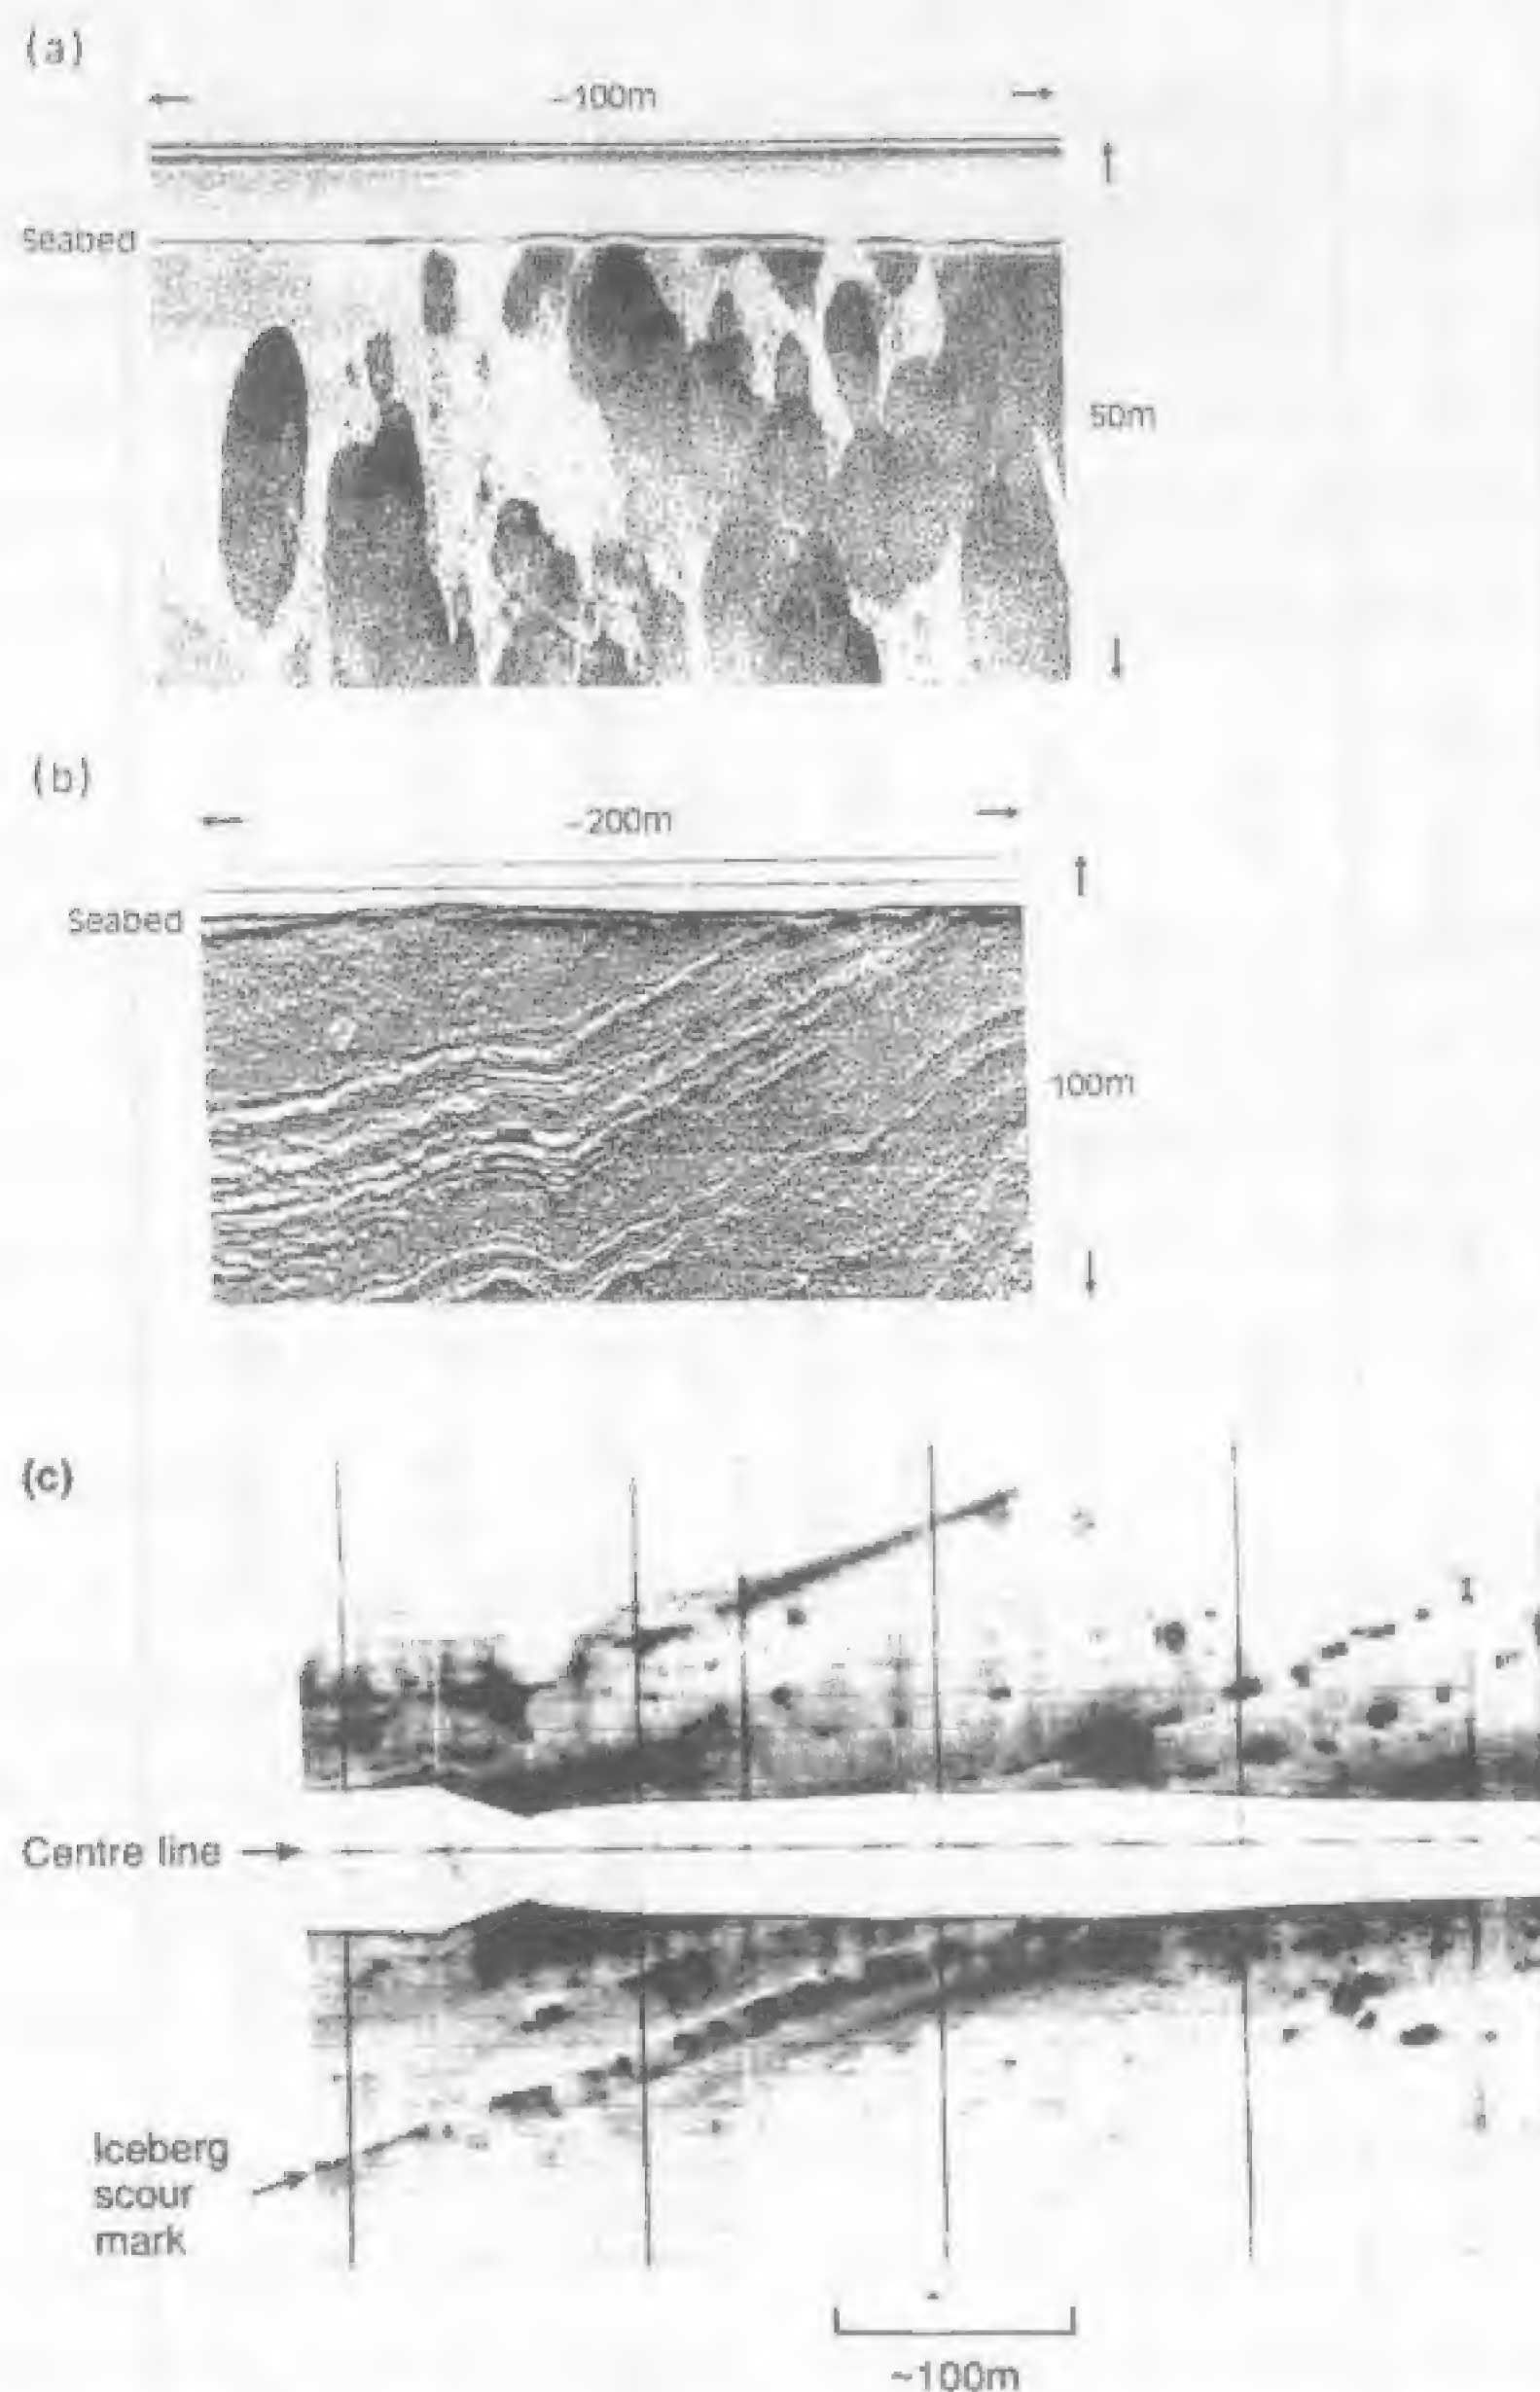 (a)
~100m
Seabed
50m
(b)
~200m
Seabed
100m
(c)
Centre line
Iceberg
scour
mark
~100m